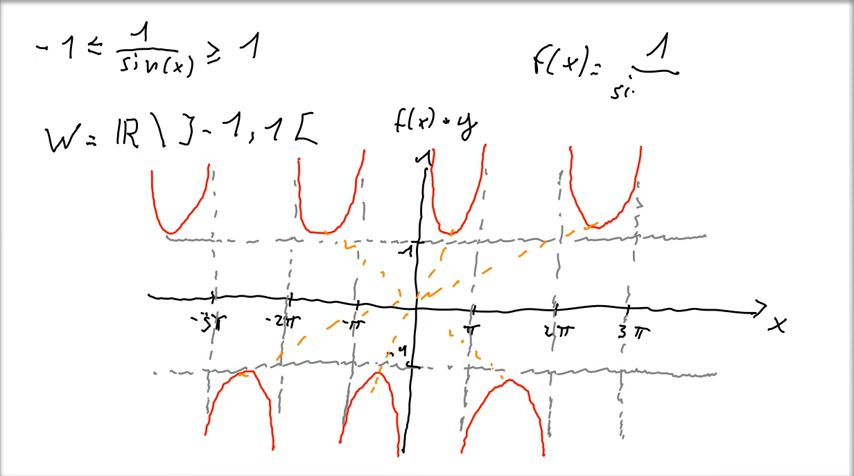 -1 ≤ 1/sin(x) ≥ 1
f(x) = 1/si
W = ℝ \ ]-1, 1[
f(x) = y
1
-3π -2π -π π 2π 3π
x
-1